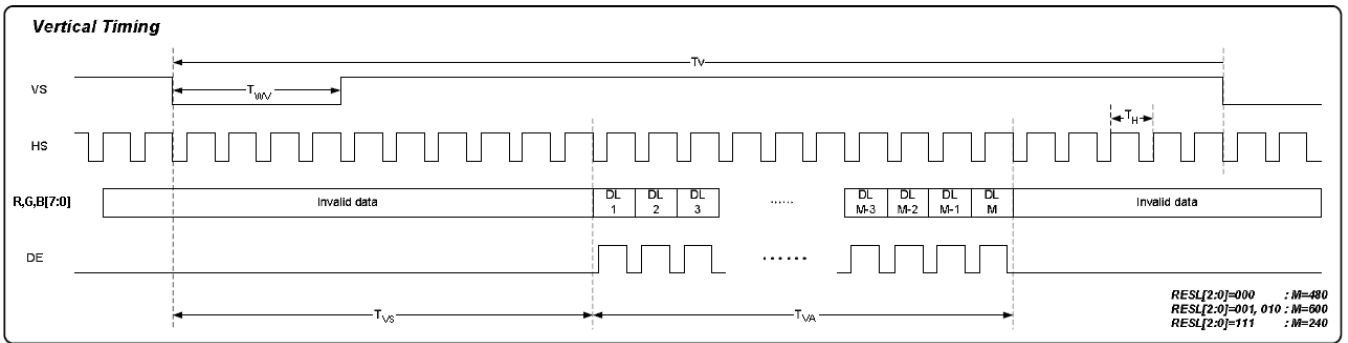 Vertical Timing
Tv
VS
TWV
TH
HS
R,G,B[7:0]
Invalid data
DL 1
DL 2
DL 3
......
DL M-3
DL M-2
DL M-1
DL M
Invalid data
DE
......
TVS
TVA
RESL[2:0]=000 : M=480
RESL[2:0]=001, 010 : M=600
RESL[2:0]=111 : M=240